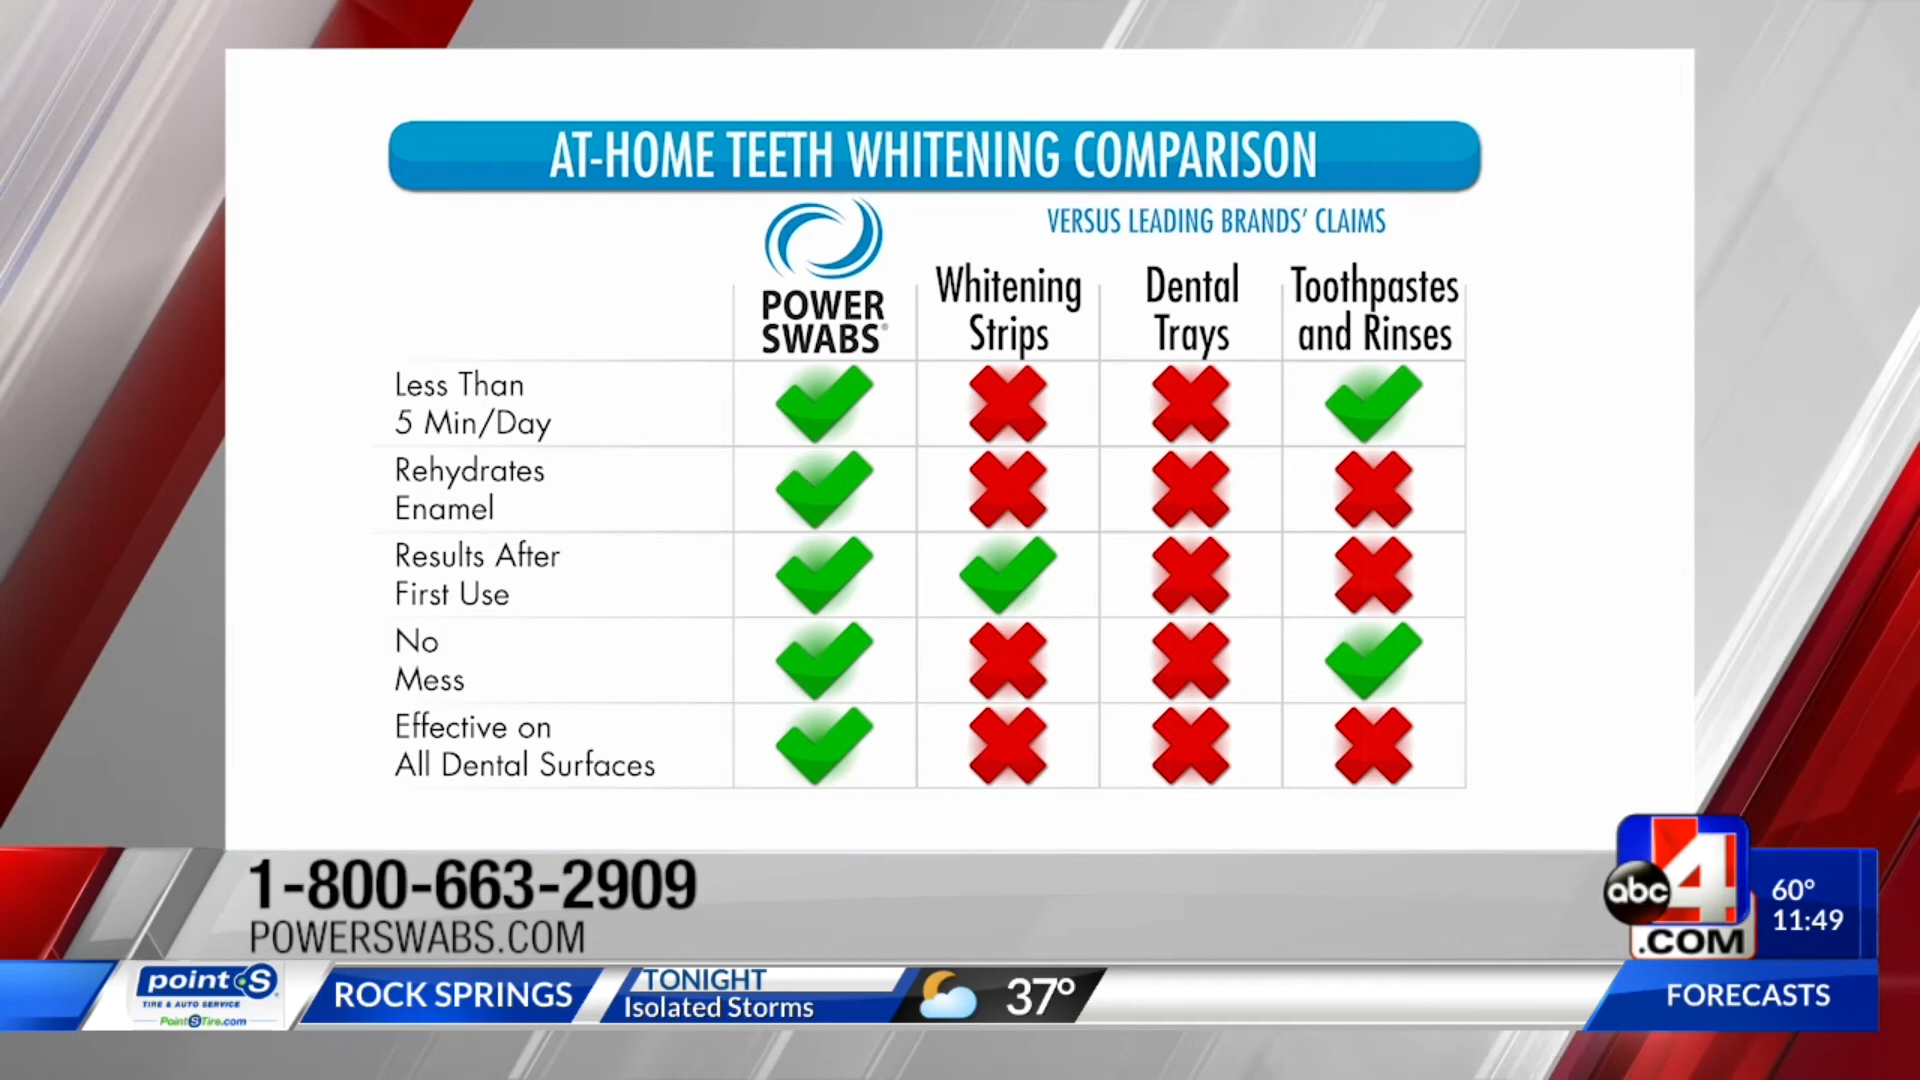 AT-HOME TEETH WHITENING COMPARISON
VERSUS LEADING BRANDS' CLAIMS
POWER
SWABS®
Whitening
Strips
Dental
Trays
Toothpastes
and Rinses
Less Than
5 Min/Day
Rehydrates
Enamel
Results After
First Use
No
Mess
Effective on
All Dental Surfaces
1-800-663-2909
POWERSWABS.COM
abc
4
.COM
60°
11:49
point S
TIRE & AUTO SERVICE
PointSTire.com
ROCK SPRINGS
TONIGHT
Isolated Storms
37°
FORECASTS